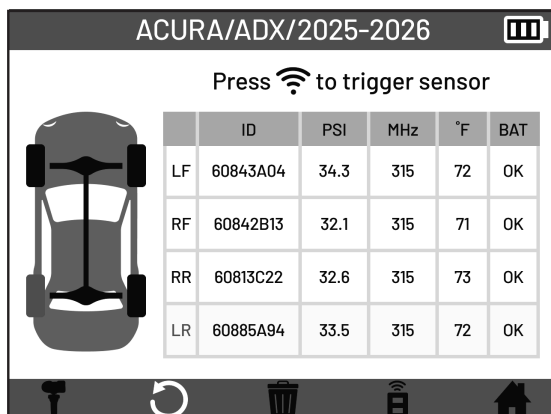 ACURA/ADX/2025-2026
Press to trigger sensor
ID PSI MHz °F BAT
LF 60843A04 34.3 315 72 OK
RF 60842B13 32.1 315 71 OK
RR 60813C22 32.6 315 73 OK
LR 60885A94 33.5 315 72 OK